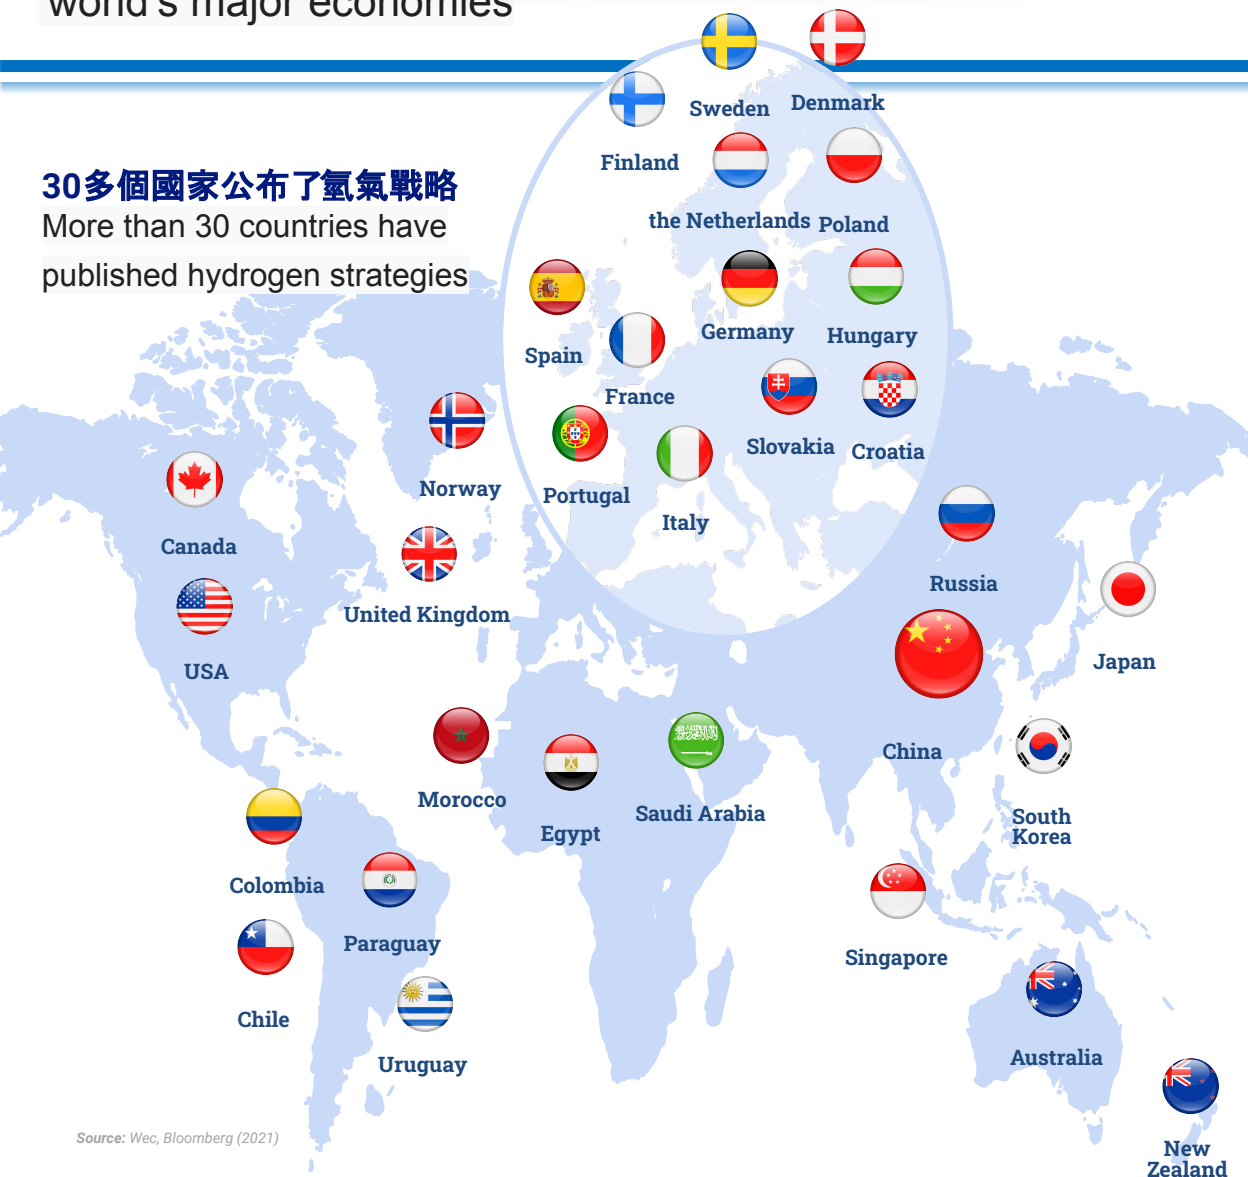 world's major economies
30多個國家公布了氫氣戰略
More than 30 countries have
published hydrogen strategies
Sweden
Denmark
Finland
the Netherlands
Poland
Spain
Germany
Hungary
France
Slovakia
Croatia
Norway
Portugal
Italy
Canada
Russia
United Kingdom
USA
Japan
China
Morocco
Egypt
Saudi Arabia
South
Korea
Colombia
Paraguay
Singapore
Chile
Uruguay
Australia
New
Zealand
Source: Wec, Bloomberg (2021)